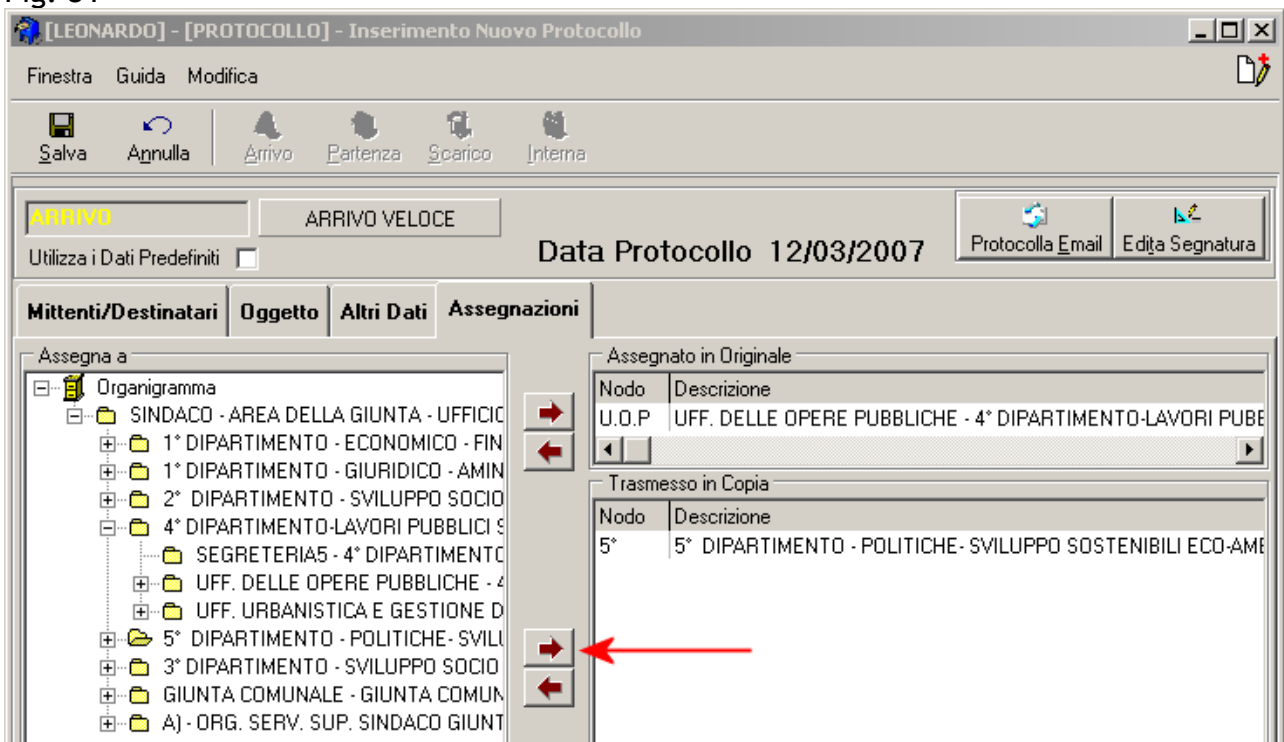 [LEONARDO] - [PROTOCOLLO] - Inserimento Nuovo Protocollo
Finestra Guida Modifica
Salva Annulla Arrivo Partenza Scarico Interna
ARRIVO ARRIVO VELOCE
Utilizza i Dati Predefiniti
Data Protocollo 12/03/2007
Protocolla Email Edita Segnatura
Mittenti/Destinatari Oggetto Altri Dati Assegnazioni
Assegna a
Organigramma
SINDACO - AREA DELLA GIUNTA - UFFICIO
1° DIPARTIMENTO - ECONOMICO - FIN
1° DIPARTIMENTO - GIURIDICO - AMIN
2° DIPARTIMENTO - SVILUPPO SOCIO
4° DIPARTIMENTO-LAVORI PUBBLICI S
SEGRETERIA5 - 4° DIPARTIMENTO
UFF. DELLE OPERE PUBBLICHE - 4
UFF. URBANISTICA E GESTIONE D
5° DIPARTIMENTO - POLITICHE- SVILU
3° DIPARTIMENTO - SVILUPPO SOCIO
GIUNTA COMUNALE - GIUNTA COMUN
A) - ORG. SERV. SUP. SINDACO GIUNT
Assegnato in Originale
Nodo Descrizione
U.O.P UFF. DELLE OPERE PUBBLICHE - 4° DIPARTIMENTO-LAVORI PUBB
Trasmesso in Copia
Nodo Descrizione
5° 5° DIPARTIMENTO - POLITICHE- SVILUPPO SOSTENIBILI ECO-AMB